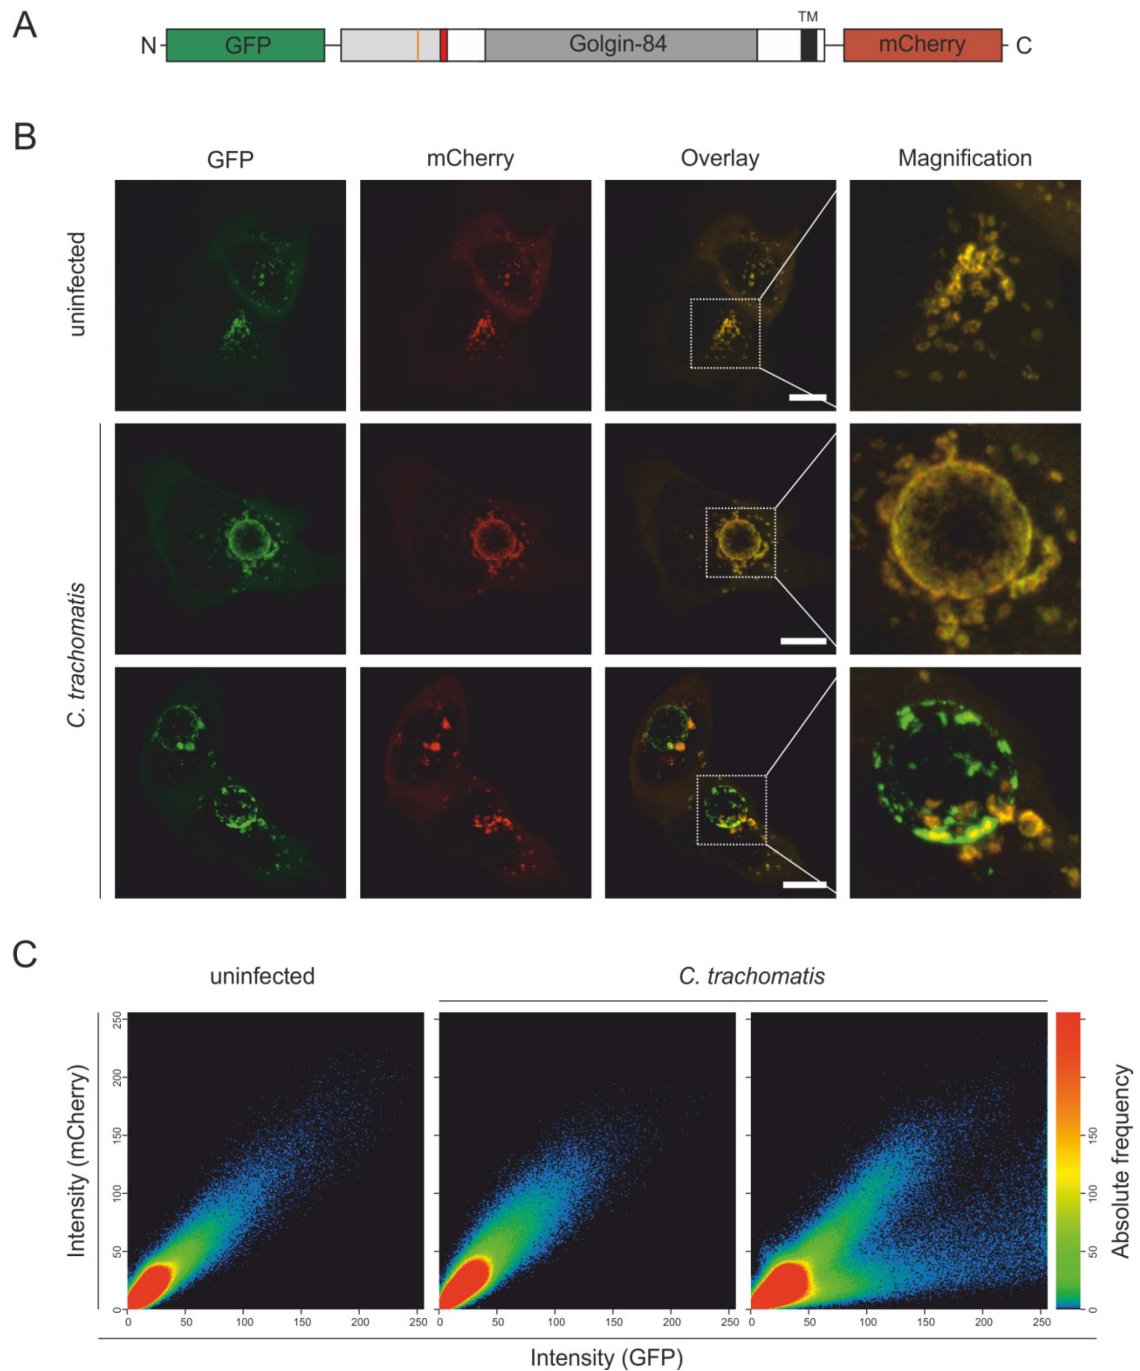 A
TM
N GFP Golgin-84 mCherry C
B
GFP mCherry Overlay Magnification
uninfected
C. trachomatis
C
uninfected C. trachomatis
Intensity (mCherry)
250
200
150
100
50
0
0 50 100 150 200 250
0 50 100 150 200 250
0 50 100 150 200 250
Intensity (GFP)
150
100
50
0
Absolute frequency